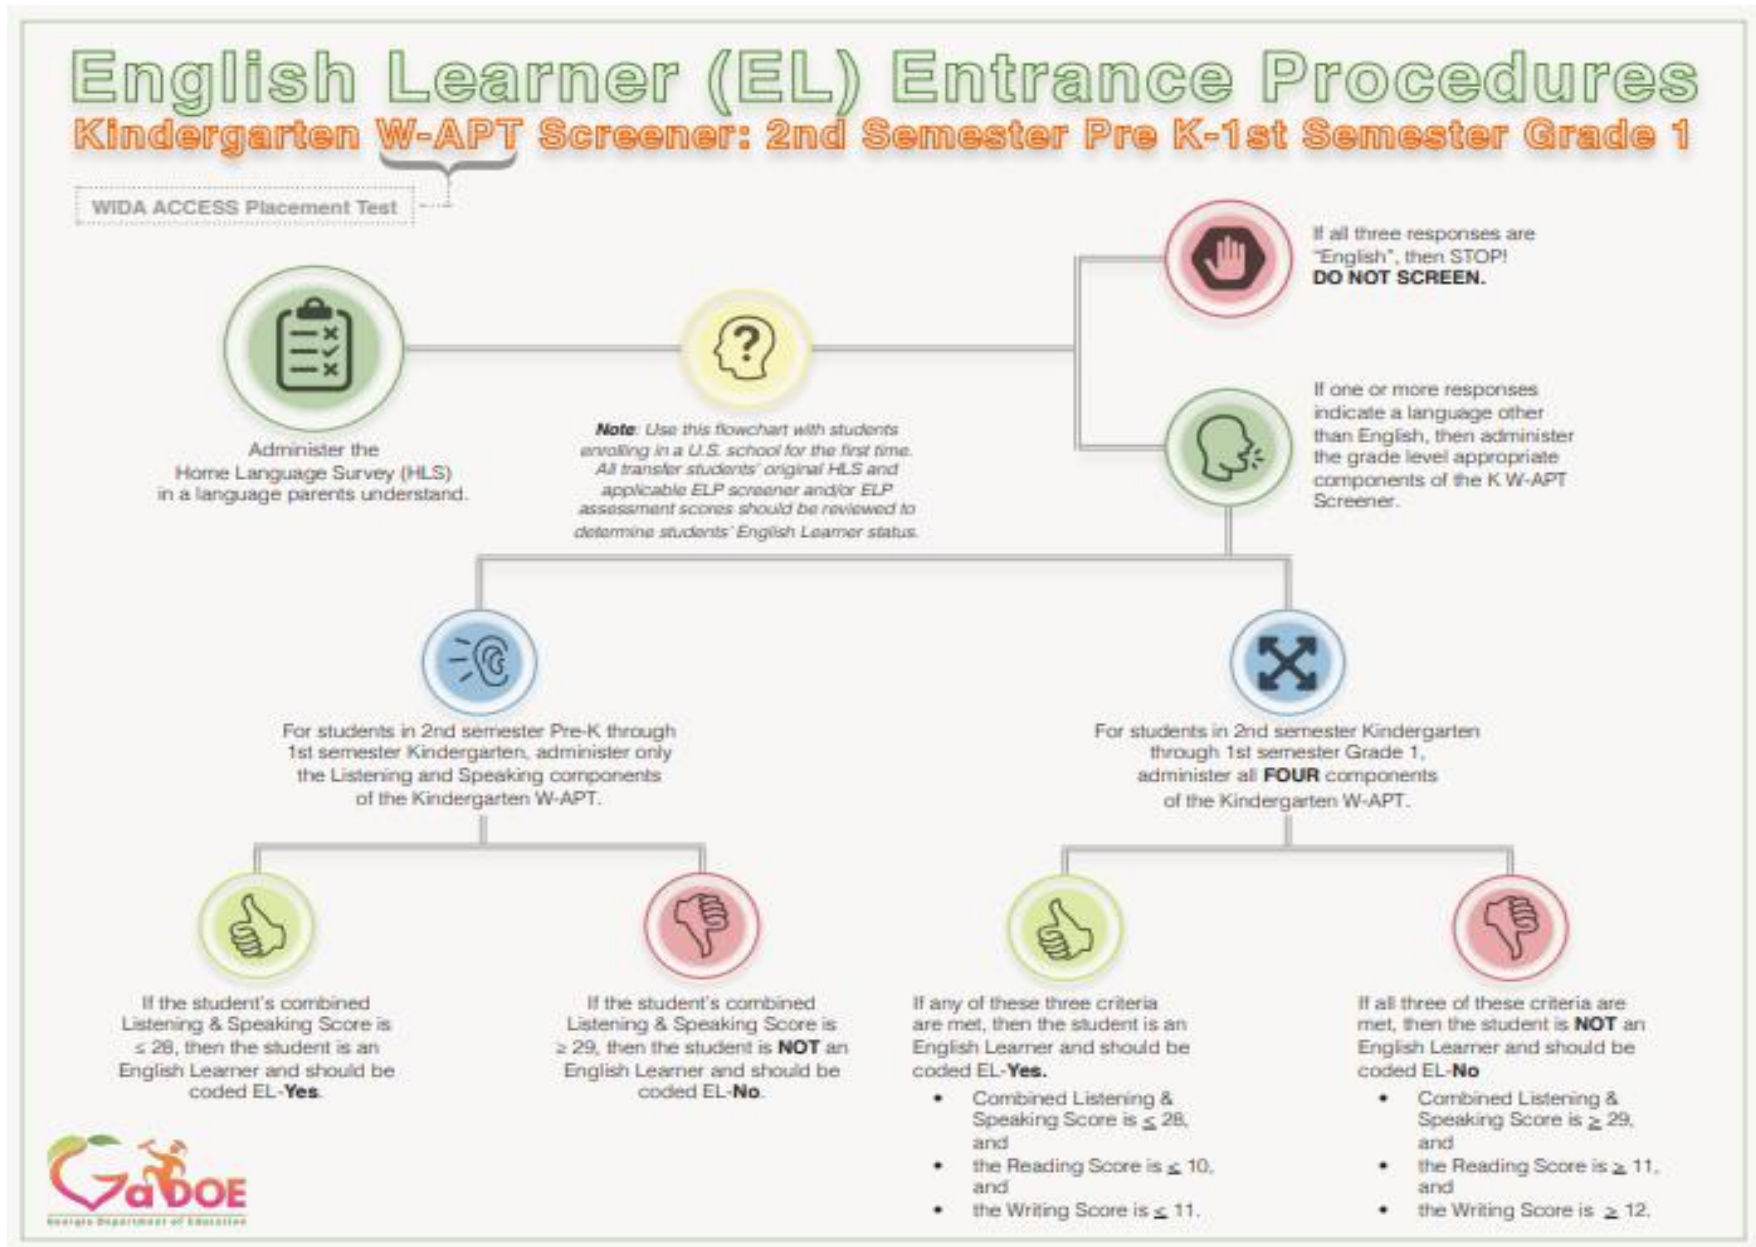 English Learner (EL) Entrance Procedures
Kindergarten W-APT Screener: 2nd Semester Pre K-1st Semester Grade 1
WIDA ACCESS Placement Test
If all three responses are
"English", then STOP!
DO NOT SCREEN.
Administer the
Home Language Survey (HLS)
in a language parents understand.
?
Note: Use this flowchart with students
enrolling in a U.S. school for the first time.
All transfer students' original HLS and
applicable ELP screener and/or ELP
assessment scores should be reviewed to
determine students' English Learner status.
If one or more responses
indicate a language other
than English, then administer
the grade level appropriate
components of the K W-APT
Screener.
For students in 2nd semester Pre-K through
1st semester Kindergarten, administer only
the Listening and Speaking components
of the Kindergarten W-APT.
For students in 2nd semester Kindergarten
through 1st semester Grade 1,
administer all FOUR components
of the Kindergarten W-APT.
If the student's combined
Listening & Speaking Score is
≤ 28, then the student is an
English Learner and should be
coded EL-Yes.
If the student's combined
Listening & Speaking Score is
≥ 29, then the student is NOT an
English Learner and should be
coded EL-No.
If any of these three criteria
are met, then the student is an
English Learner and should be
coded EL-Yes.
• Combined Listening &
Speaking Score is ≤ 28,
and
• the Reading Score is ≤ 10,
and
• the Writing Score is ≤ 11.
If all three of these criteria are
met, then the student is NOT an
English Learner and should be
coded EL-No
• Combined Listening &
Speaking Score is ≥ 29,
and
• the Reading Score is ≥ 11,
and
• the Writing Score is ≥ 12.
GaDOE
Georgia Department of Education